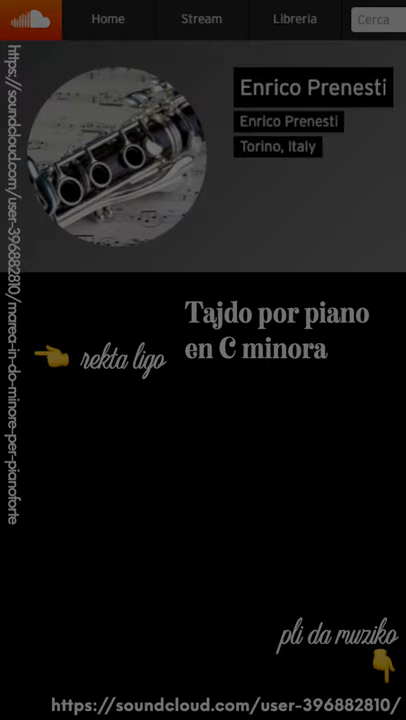 Home Stream Libreria Cerca
Enrico Prenesti
Enrico Prenesti
Torino, Italy
https://soundcloud.com/user-396882810/marea-in-do-minore-per-pianoforte
Tajdo por piano
en C minora
rekta ligo
pli da muziko
https://soundcloud.com/user-396882810/